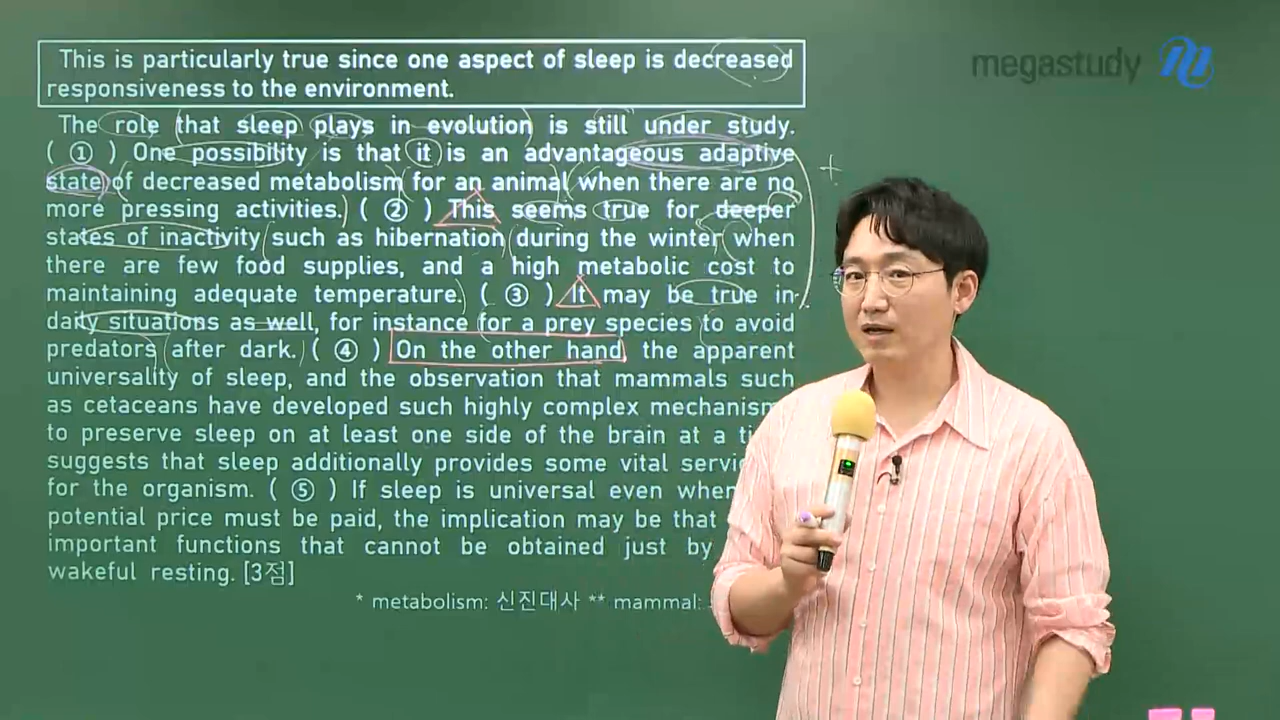 megastudy
This is particularly true since one aspect of sleep is decreased
responsiveness to the environment.
The role that sleep plays in evolution is still under study.
( ① ) One possibility is that it is an advantageous adaptive
state of decreased metabolism for an animal when there are no
more pressing activities. ( ② ) This seems true for deeper
states of inactivity such as hibernation during the winter when
there are few food supplies, and a high metabolic cost to
maintaining adequate temperature. ( ③ ) It may be true in
daily situations as well, for instance for a prey species to avoid
predators after dark. ( ④ ) On the other hand, the apparent
universality of sleep, and the observation that mammals such
as cetaceans have developed such highly complex mechanism
to preserve sleep on at least one side of the brain at a
suggests that sleep additionally provides some vital
for the organism. ( ⑤ ) If sleep is universal even
potential price must be paid, the implication may be that
important functions that cannot be obtained just by
wakeful resting. [3점]
* metabolism: 신진대사 ** mammal: